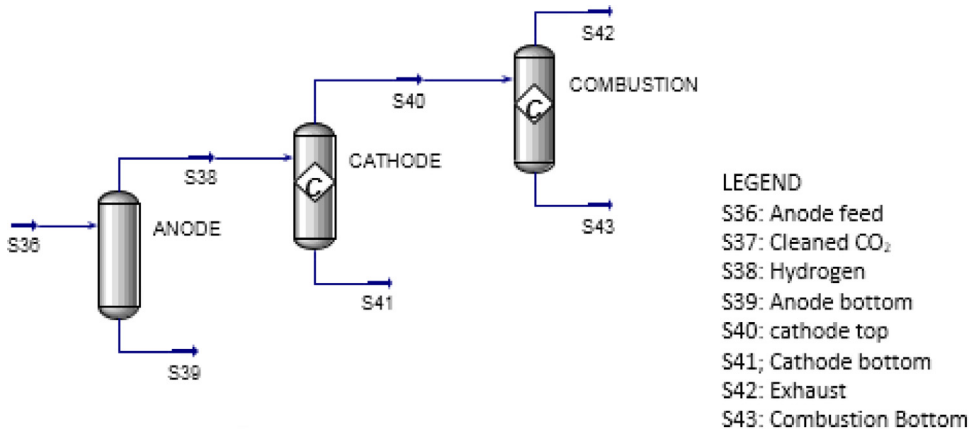 S42
COMBUSTION
C
S40
CATHODE
C
S38
S43
ANODE
S36
S41
S39
LEGEND
S36: Anode feed
S37: Cleaned CO₂
S38: Hydrogen
S39: Anode bottom
S40: cathode top
S41; Cathode bottom
S42: Exhaust
S43: Combustion Bottom